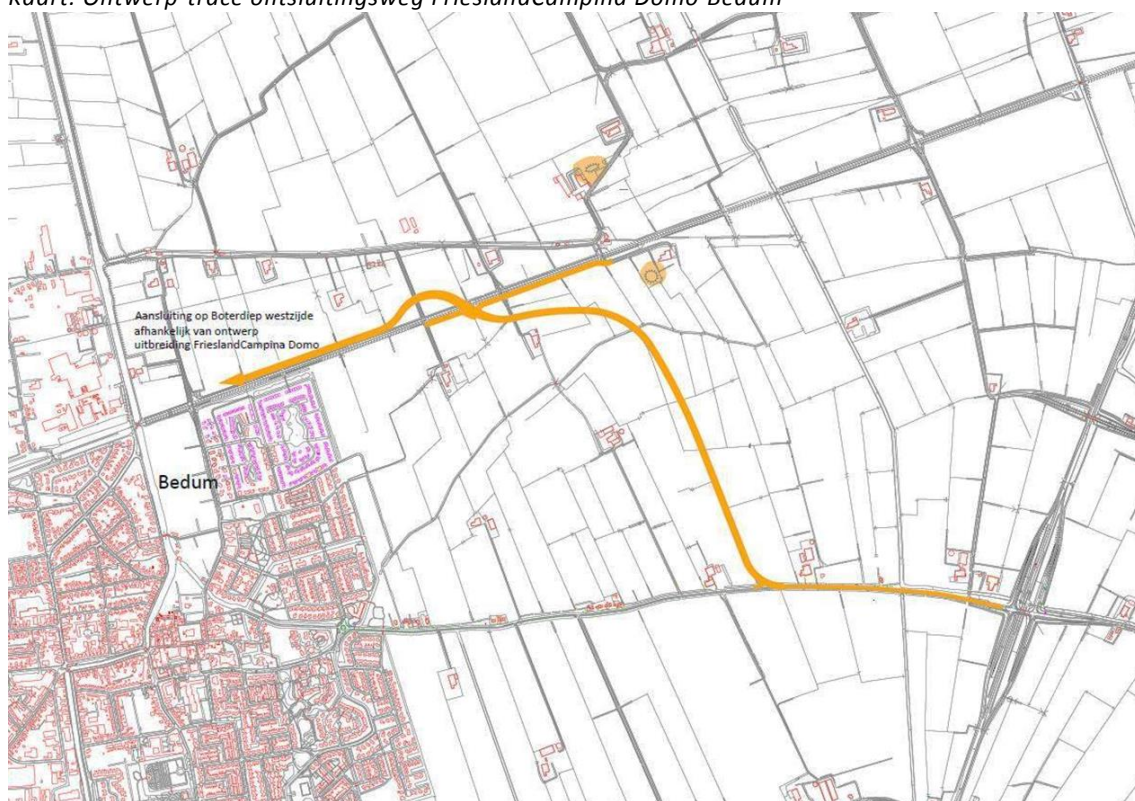 Kaart: Ontwerp-tracé ontsluitingsweg FrieslandCampina Domo Bedum
Aansluiting op Boterdiep westzijde
afhankelijk van ontwerp
uitbreiding FrieslandCampina Domo
Bedum